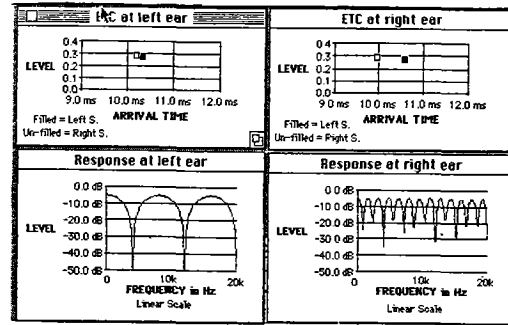 ETC at left ear
0.4
0.3
LEVEL 0.2
0.1
0.0
9.0 ms 10.0 ms 11.0 ms 12.0 ms
Filled = Left S. ARRIVAL TIME
Un-filled = Right S.
ETC at right ear
0.4
0.3
LEVEL 0.2
0.1
0.0
9.0 ms 10.0 ms 11.0 ms 12.0 ms
Filled = Left S. ARRIVAL TIME
Un-filled = Right S.
Response at left ear
0.0 dB
-10.0 dB
-20.0 dB
LEVEL
-30.0 dB
-40.0 dB
-50.0 dB
0 10k 20k
FREQUENCY in Hz
Linear Scale
Response at right ear
0.0 dB
-10.0 dB
-20.0 dB
LEVEL
-30.0 dB
-40.0 dB
-50.0 dB
0 10k 20k
FREQUENCY in Hz
Linear Scale